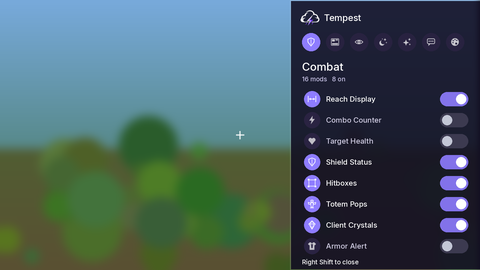 Tempest
Combat
16 mods 8 on
Reach Display
Combo Counter
Target Health
Shield Status
Hitboxes
Totem Pops
Client Crystals
Armor Alert
Right Shift to close